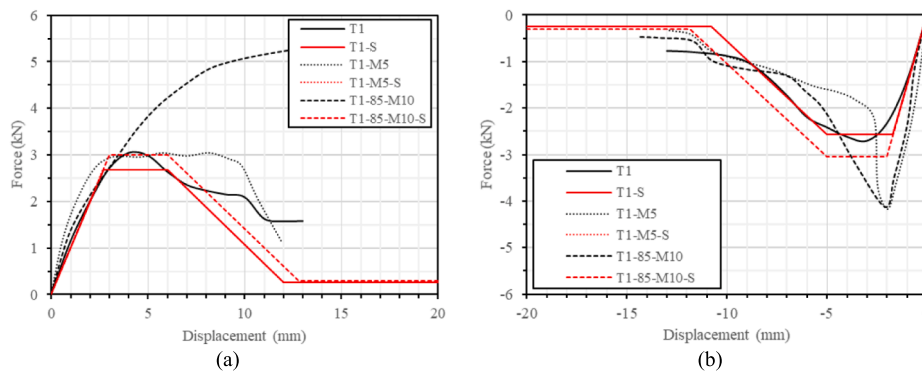 6
5
4
3
2
1
0
Force (kN)
T1
T1-S
T1-M5
T1-M5-S
T1-85-M10
T1-85-M10-S
0 5 10 15 20
Displacement (mm)
(a)
-0
-1
-2
-3
-4
-5
-6
Force (kN)
T1
T1-S
T1-M5
T1-M5-S
T1-85-M10
T1-85-M10-S
-20 -15 -10 -5
Displacement (mm)
(b)